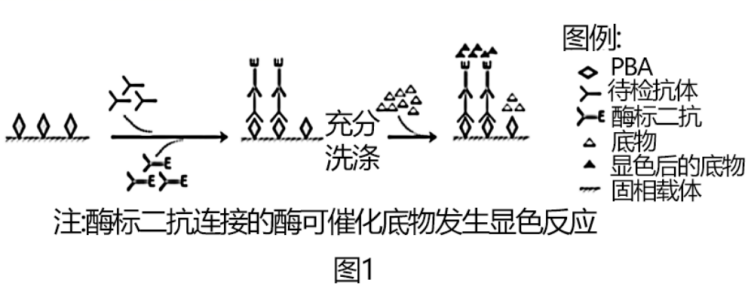 图例:
PBA
待检抗体
酶标二抗
底物
显色后的底物
固相载体
E E
E E
充分
洗涤
E
E E
注:酶标二抗连接的酶可催化底物发生显色反应
图1